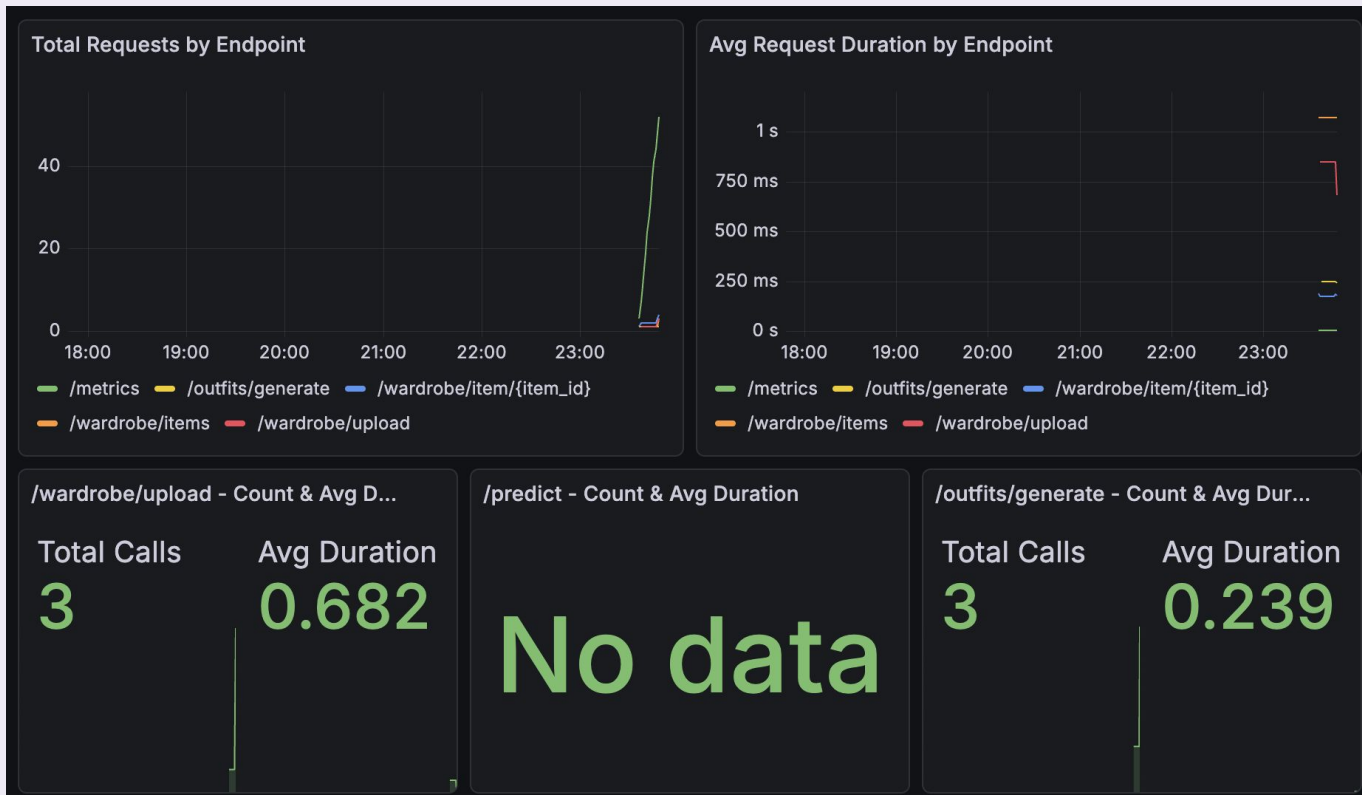 Total Requests by Endpoint
40
20
0
18:00 19:00 20:00 21:00 22:00 23:00
/metrics /outfits/generate /wardrobe/item/{item_id}
/wardrobe/items /wardrobe/upload
Avg Request Duration by Endpoint
1 s
750 ms
500 ms
250 ms
0 s
18:00 19:00 20:00 21:00 22:00 23:00
/metrics /outfits/generate /wardrobe/item/{item_id}
/wardrobe/items /wardrobe/upload
/wardrobe/upload - Count & Avg D...
Total Calls Avg Duration
3 0.682
/predict - Count & Avg Duration
No data
/outfits/generate - Count & Avg Dur...
Total Calls Avg Duration
3 0.239